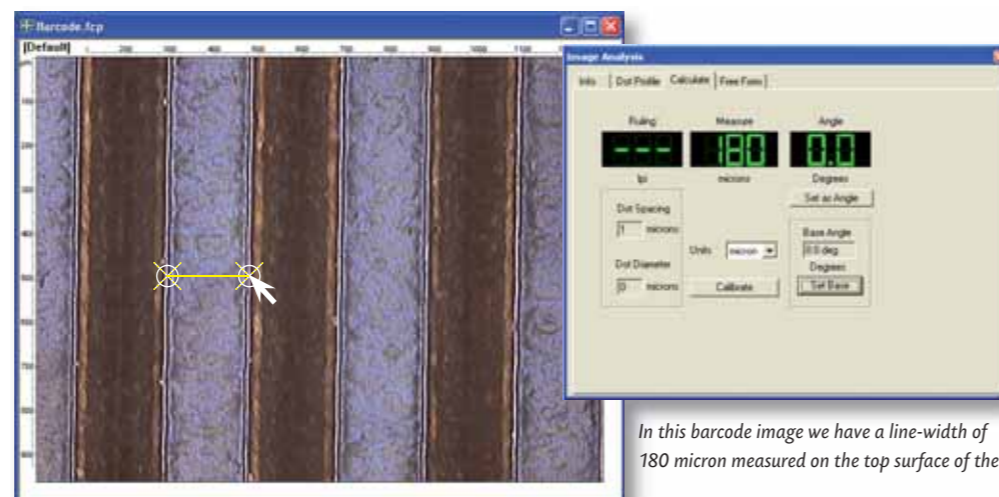 Barcode.fcp
[Default]
Image Analysis
Info Dot Profile Calculate Free Form
Ruling Measure Angle
--- 180 0.0
lpi microns Degrees
Set as Angle
Dot Spacing
1 microns
Base Angle
0.0 deg
Units micron
Degrees
Dot Diameter
0 microns
Calibrate
Set Base
In this barcode image we have a line-width of
180 micron measured on the top surface of the